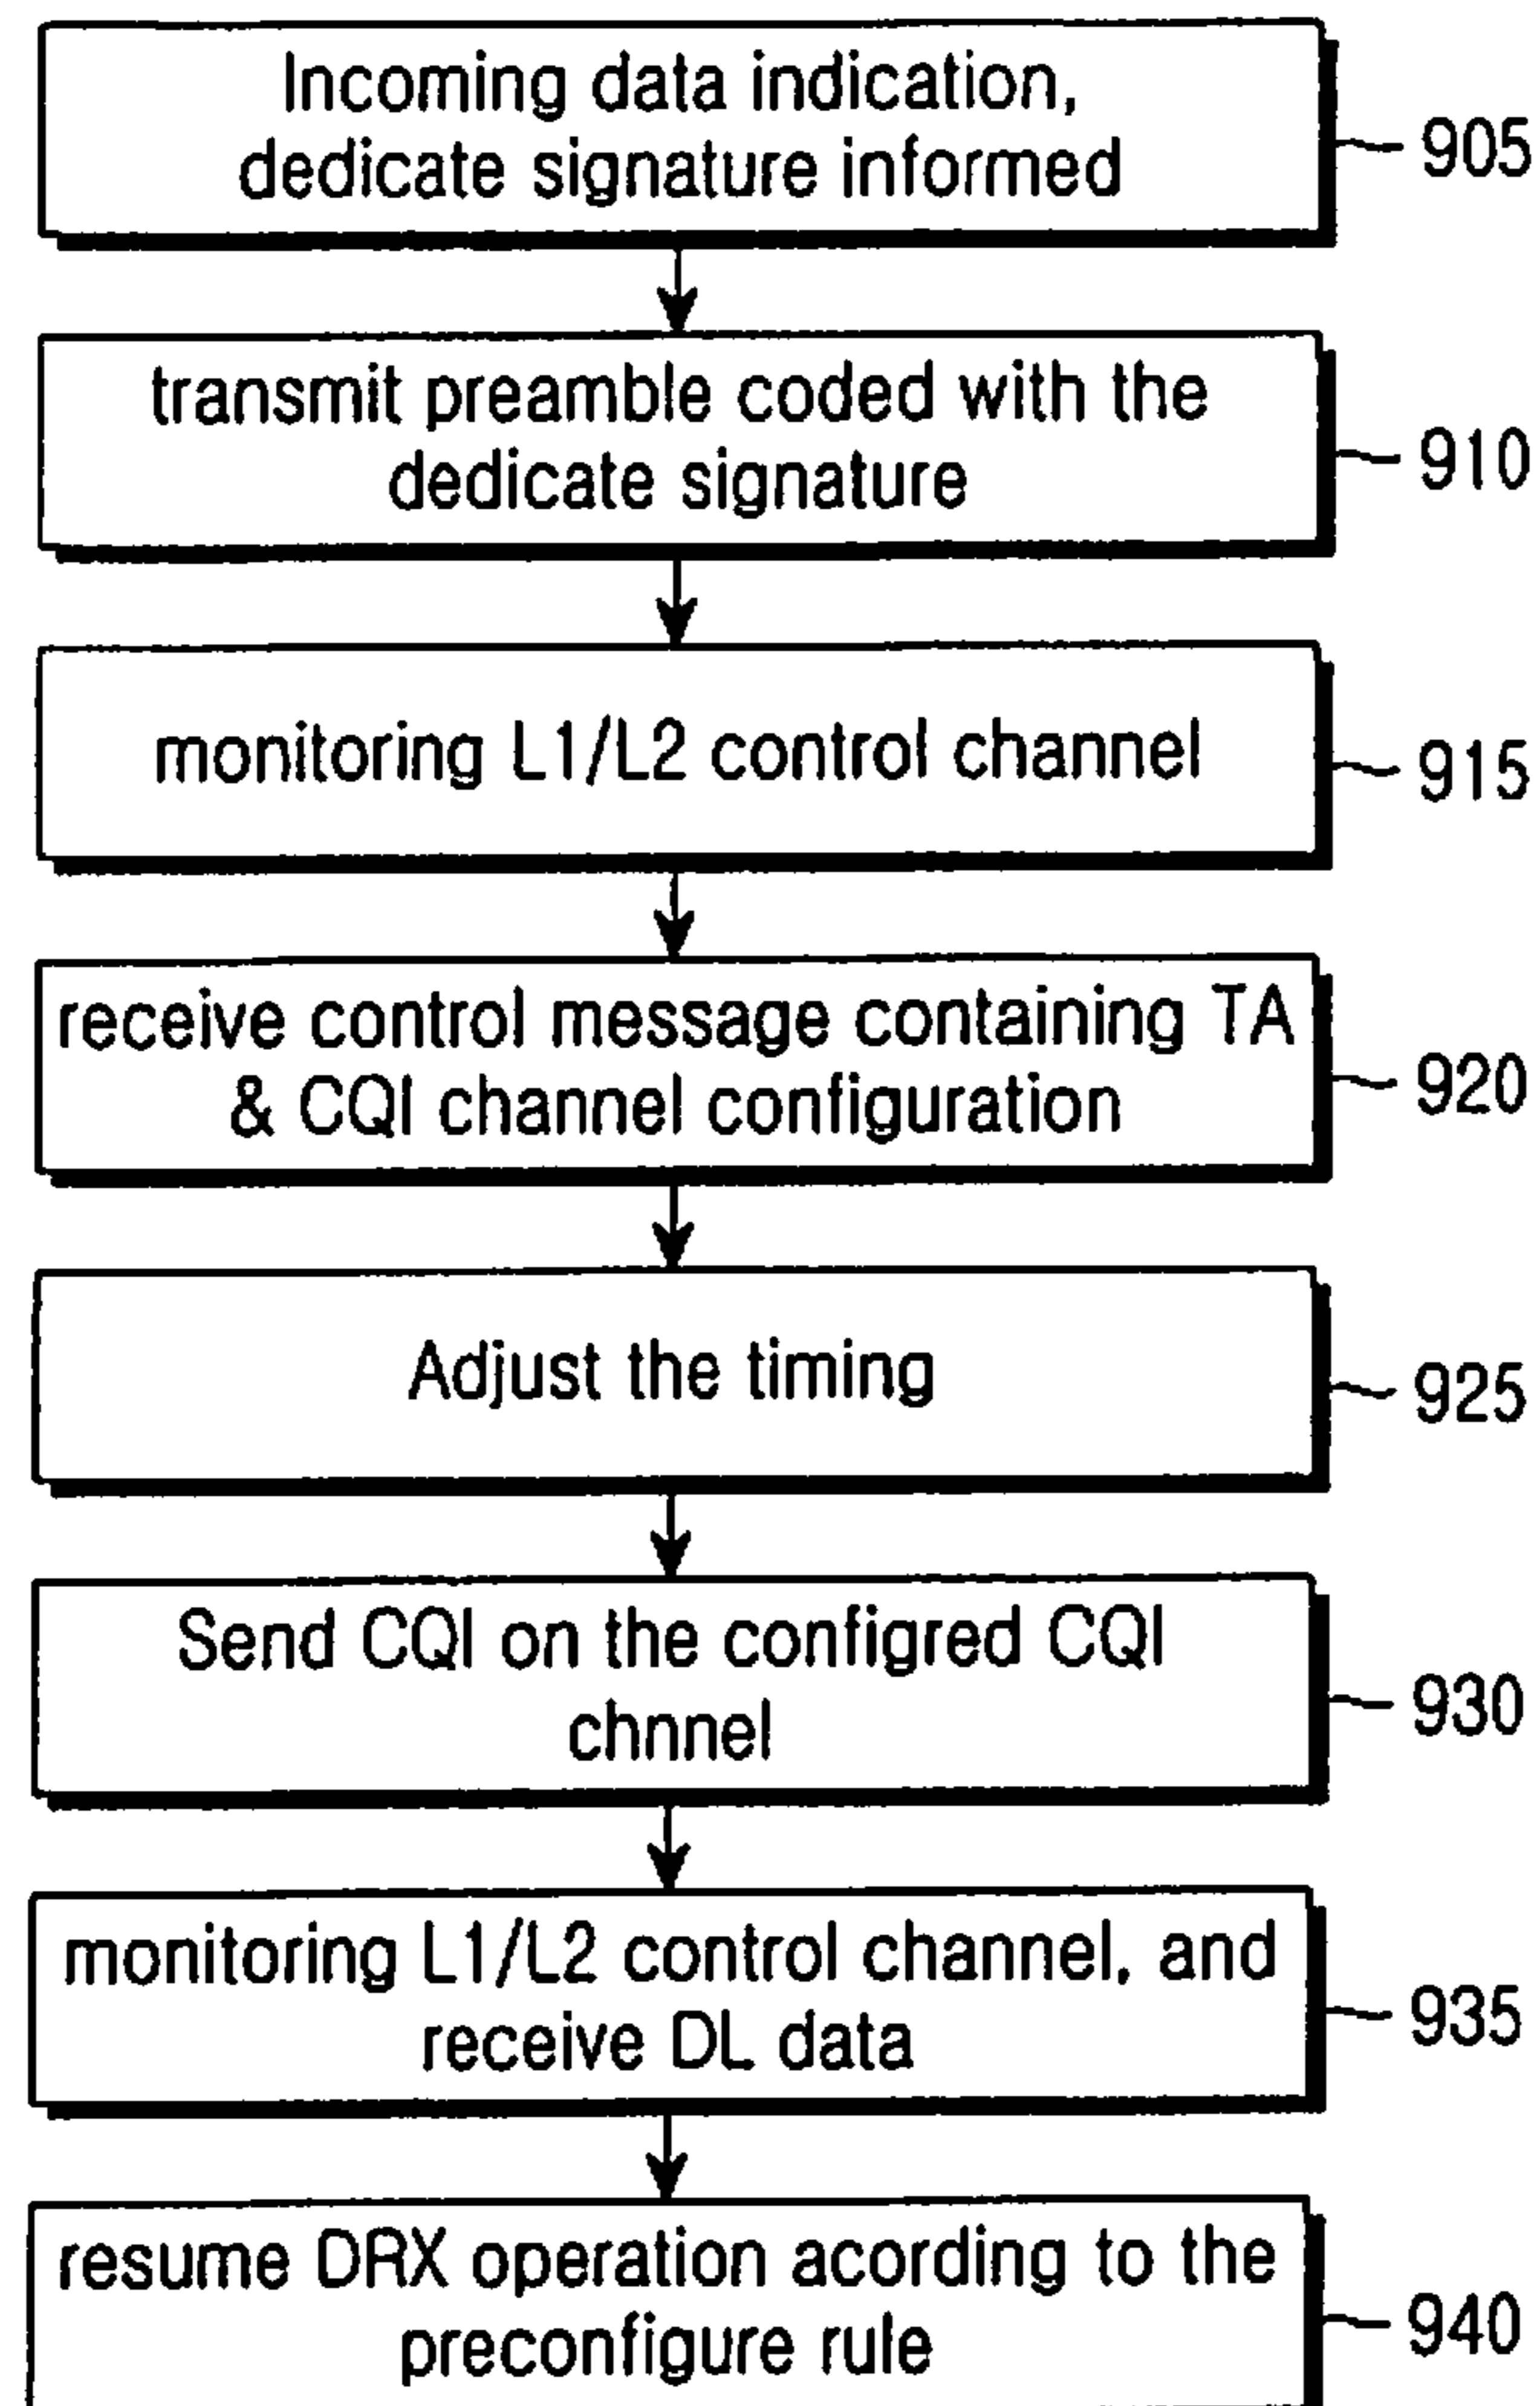 Incoming data indication,
dedicate signature informed
905
transmit preamble coded with the
dedicate signature
910
monitoring L1/L2 control channel
915
receive control message containing TA
& CQI channel configuration
920
Adjust the timing
925
Send CQI on the configred CQI
chnnel
930
monitoring L1/L2 control channel, and
receive DL data
935
resume DRX operation acording to the
preconfigure rule
940